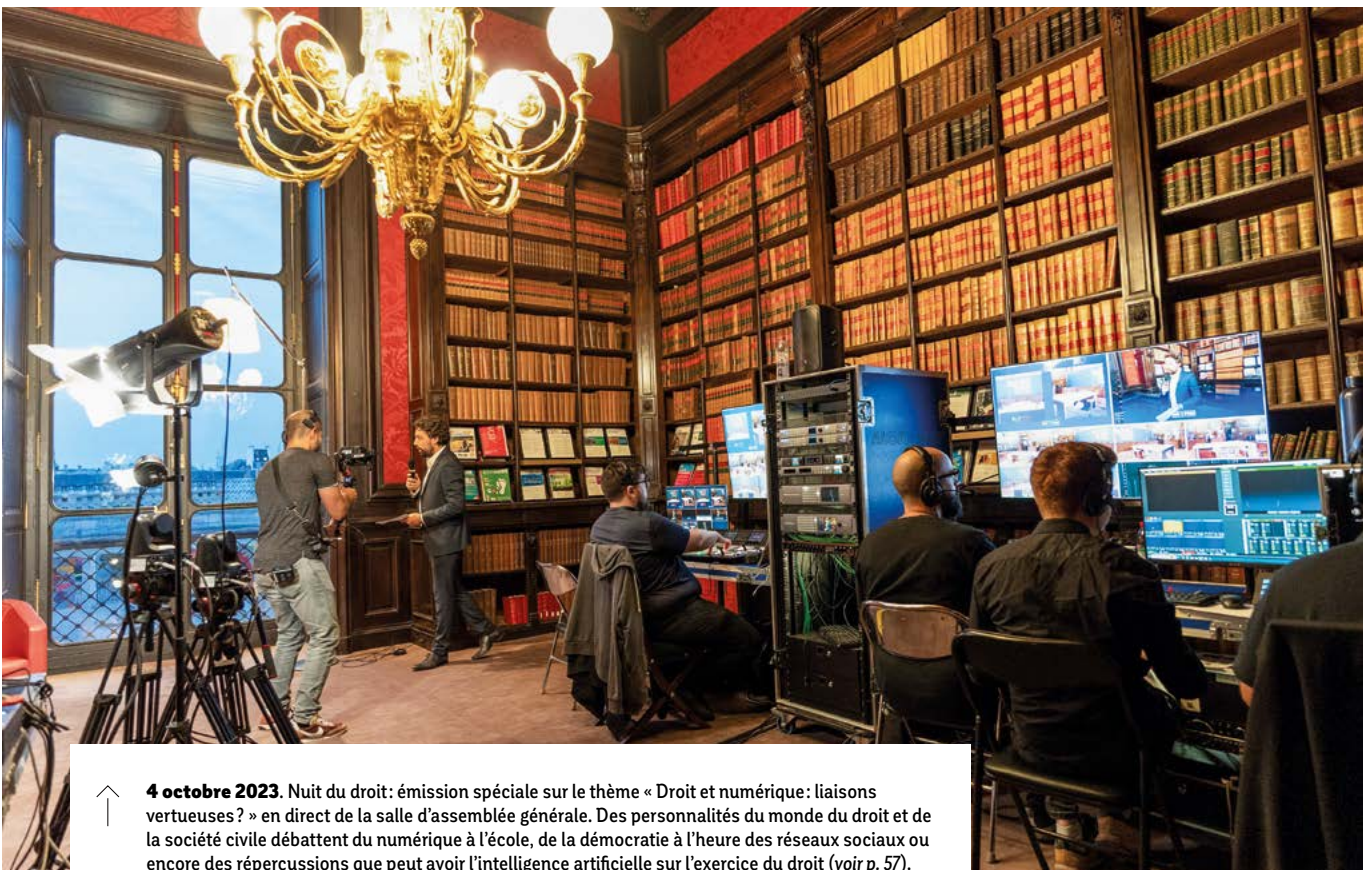 4 octobre 2023. Nuit du droit : émission spéciale sur le thème « Droit et numérique : liaisons
vertueuses ? » en direct de la salle d'assemblée générale. Des personnalités du monde du droit et de
la société civile débattent du numérique à l'école, de la démocratie à l'heure des réseaux sociaux ou
encore des répercussions que peut avoir l'intelligence artificielle sur l'exercice du droit (voir p. 57).